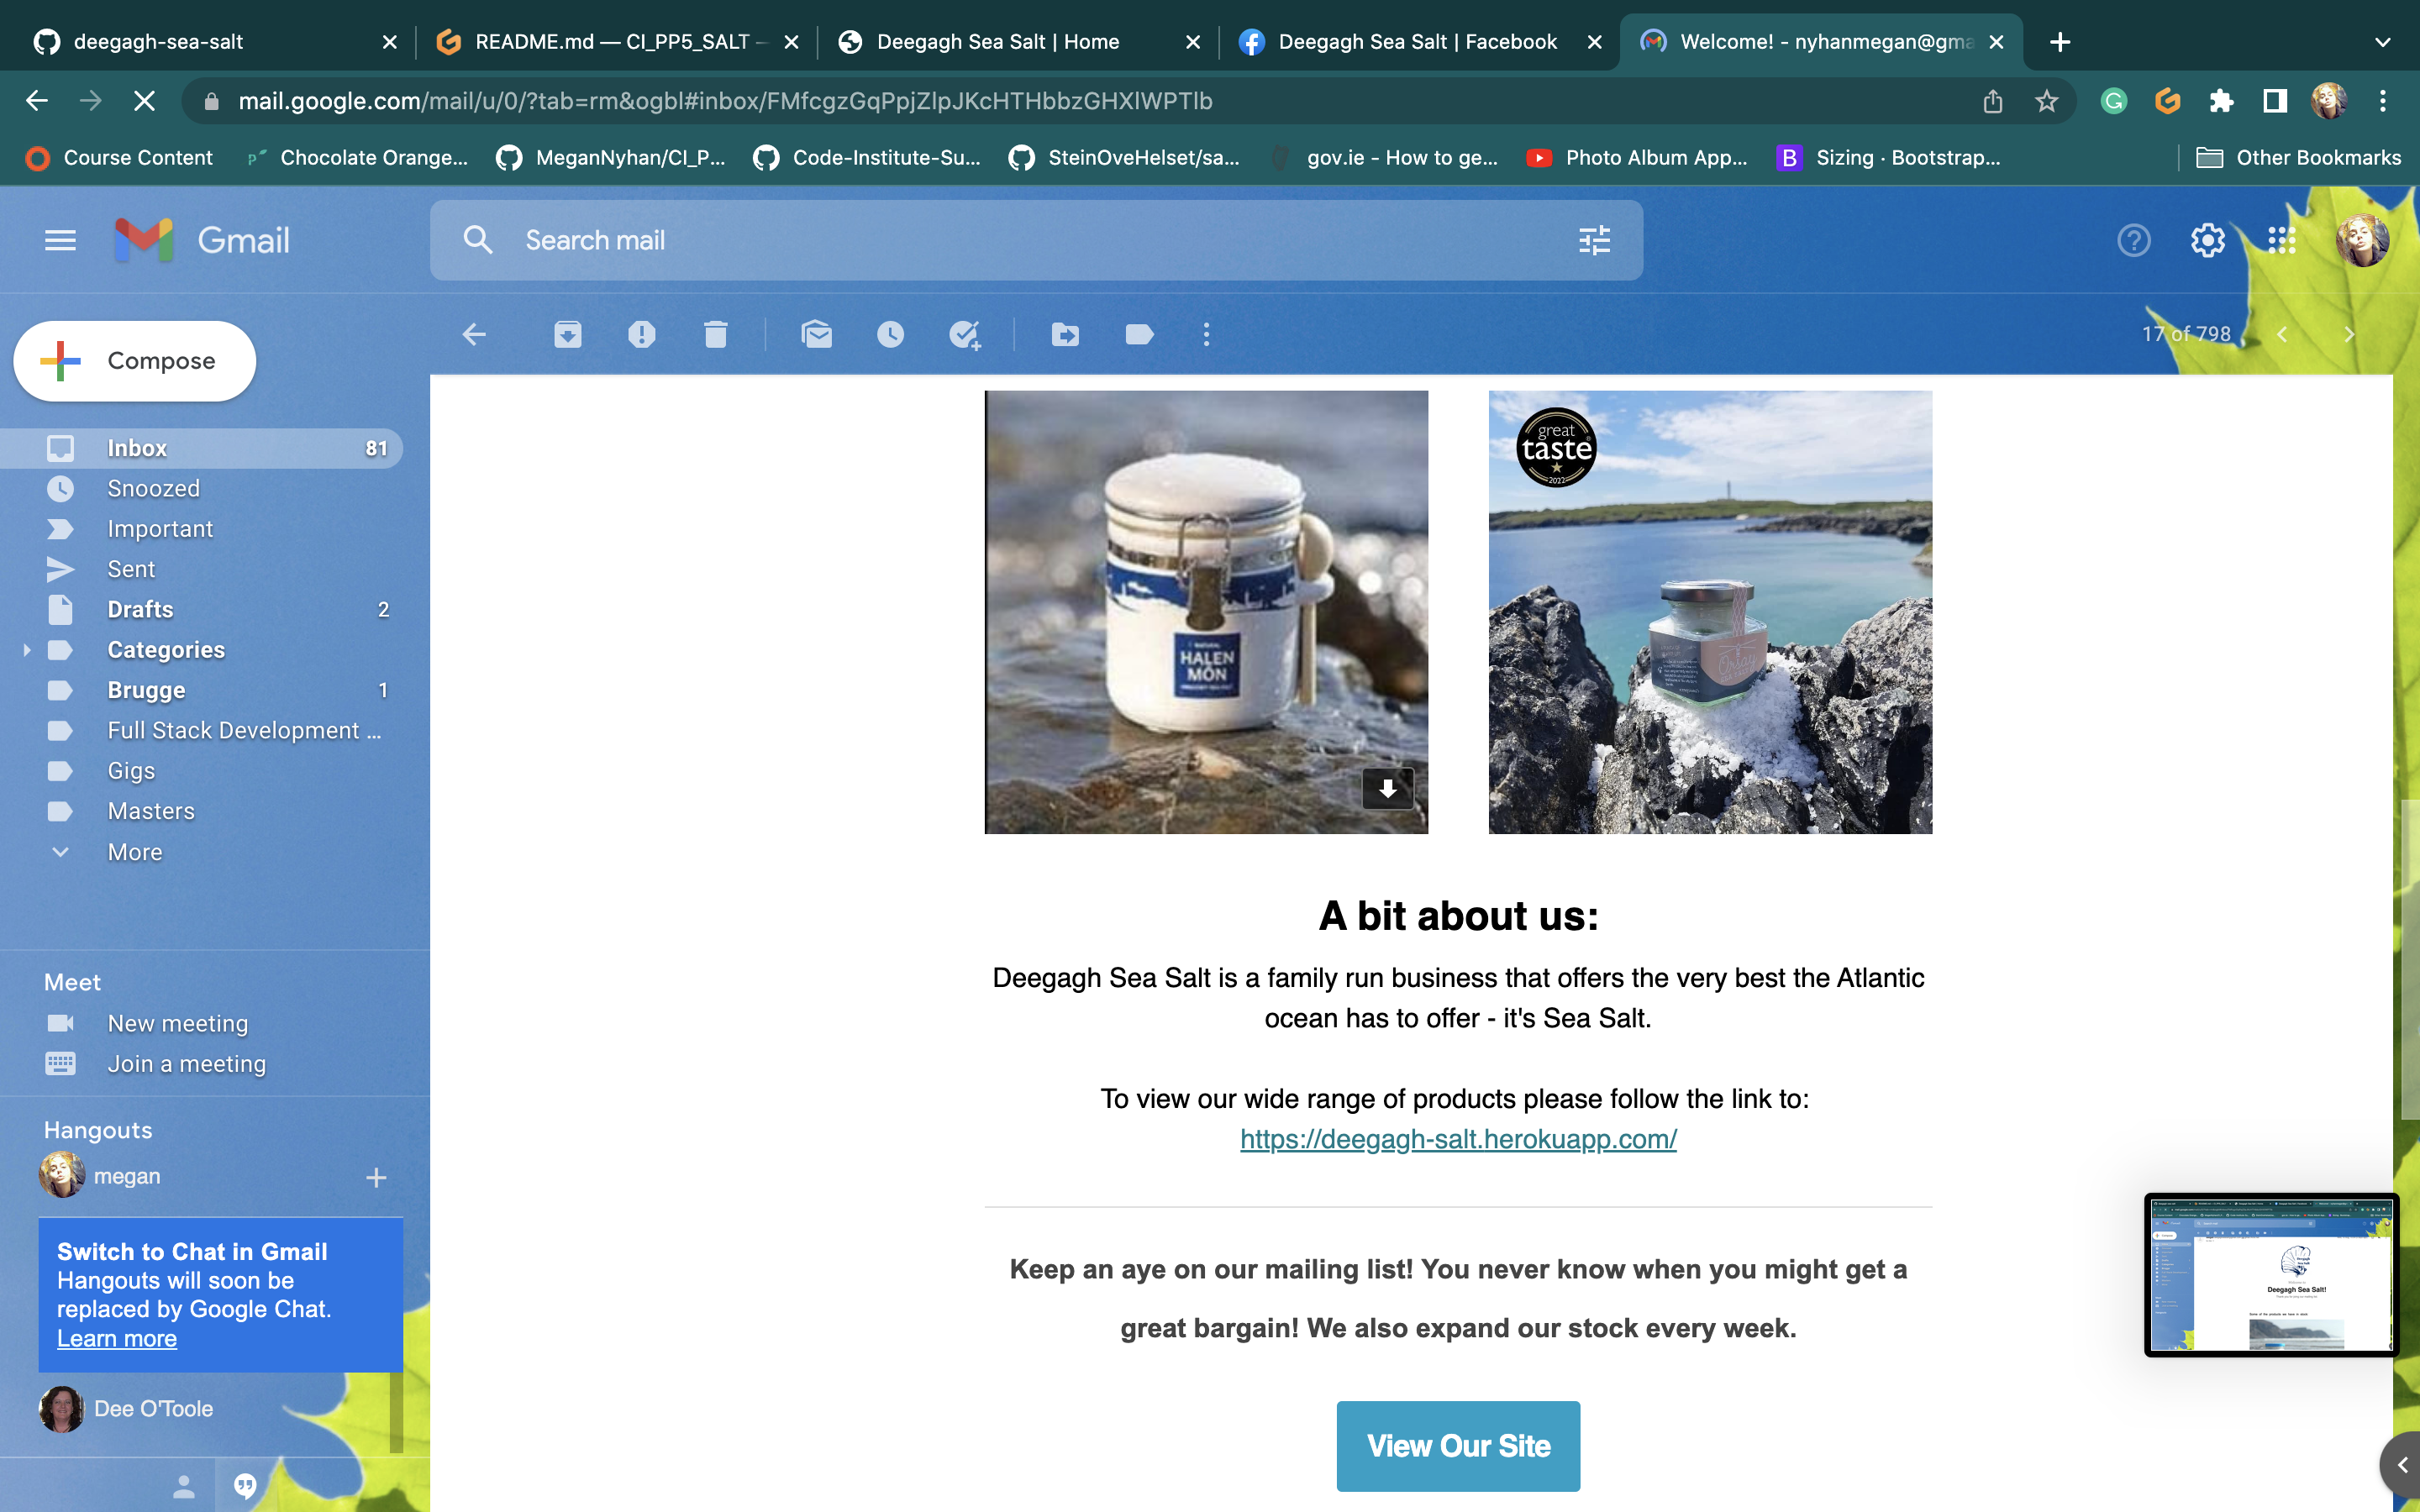 deegagh-sea-salt
README.md — CI_PP5_SALT —
Deegagh Sea Salt | Home
Deegagh Sea Salt | Facebook
Welcome! - nyhanmegan@gma
mail.google.com/mail/u/0/?tab=rm&ogbl#inbox/FMfcgzGqPpjZlpJKcHTHbbzGHXlWPTlb
Course Content
Chocolate Orange...
MeganNyhan/CI_P...
Code-Institute-Su...
SteinOveHelset/sa...
gov.ie - How to ge...
Photo Album App...
B
Sizing · Bootstrap...
Other Bookmarks
Gmail
Search mail
Compose
17 of 798
Inbox 81
Snoozed
Important
Sent
Drafts 2
Categories
Brugge 1
Full Stack Development ...
Gigs
Masters
More
Meet
New meeting
Join a meeting
Hangouts
megan
Switch to Chat in Gmail
Hangouts will soon be
replaced by Google Chat.
Learn more
Dee O'Toole
HALEN
MÔN
great
taste
2022
Orsay
A bit about us:
Deegagh Sea Salt is a family run business that offers the very best the Atlantic
ocean has to offer - it's Sea Salt.
To view our wide range of products please follow the link to:
https://deegagh-salt.herokuapp.com/
Keep an aye on our mailing list! You never know when you might get a
great bargain! We also expand our stock every week.
View Our Site
Deegagh Sea Salt!